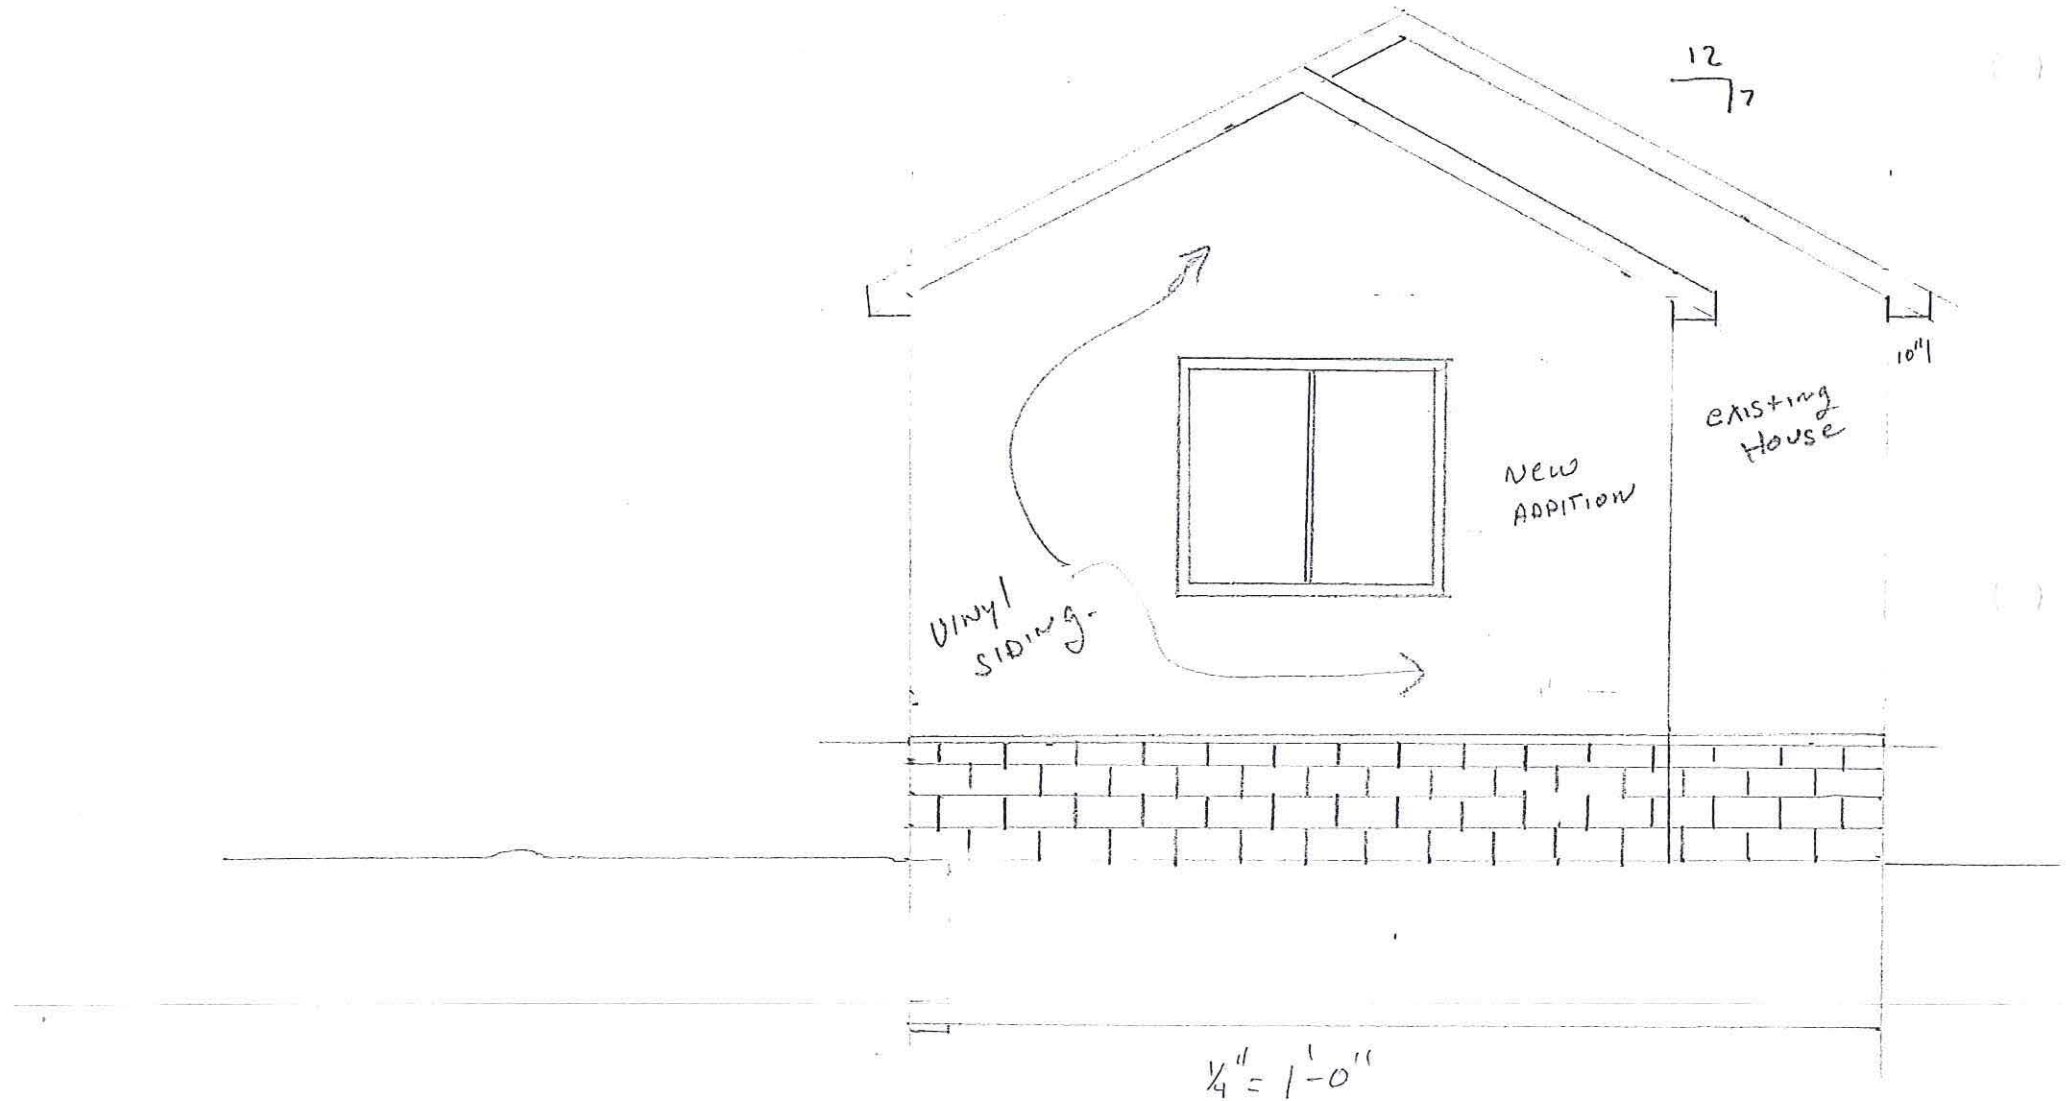 12
7
10"
existing
House
New
ADDITION
VINyl
SIDING.
1/4" = 1'-0"